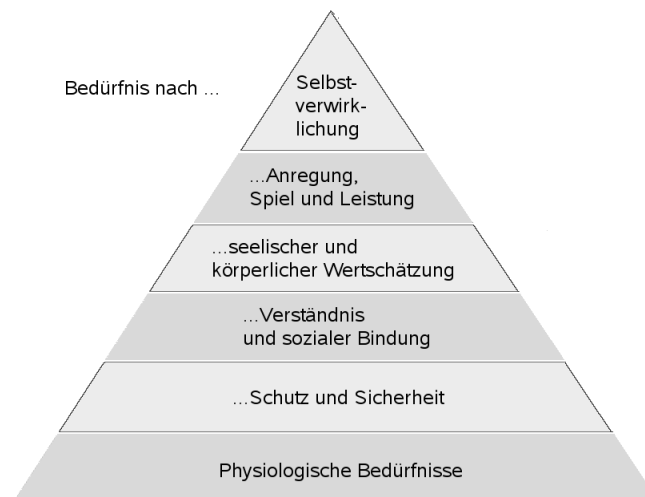 Bedürfnis nach ...
Selbst-
verwirk-
lichung
...Anregung,
Spiel und Leistung
...seelischer und
körperlicher Wertschätzung
...Verständnis
und sozialer Bindung
...Schutz und Sicherheit
Physiologische Bedürfnisse